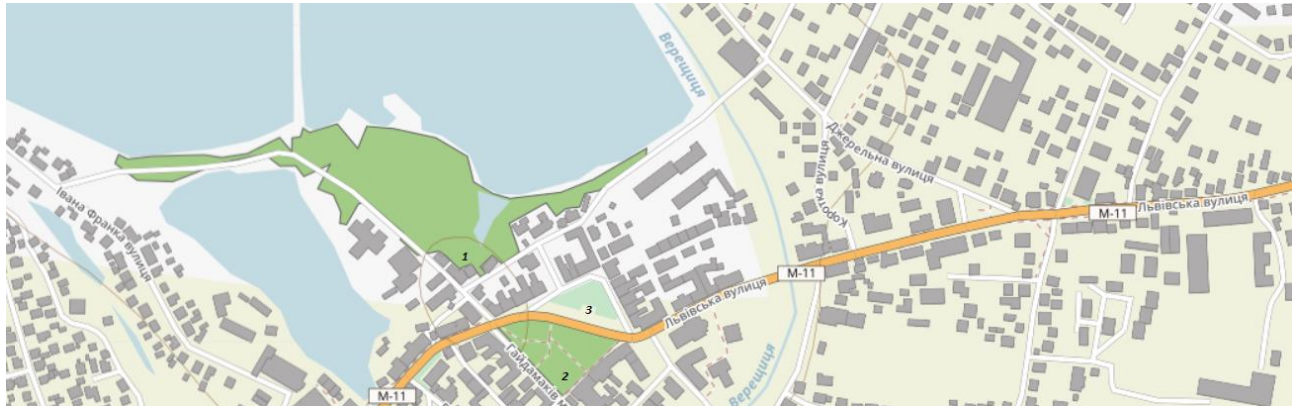 Верещиця
Джерельна вулиця
Коротка вулиця
М-11
Львівська вулиця
Івана Франка вулиця
1
М-11
3
Львівська вулиця
Гайдамаків
2
Верещиця
М-11